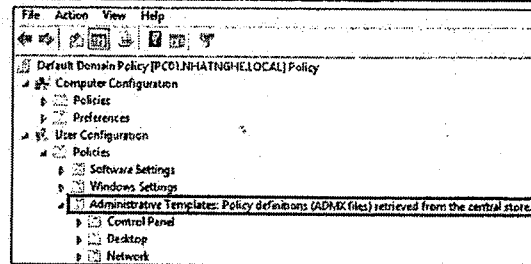 File Action View Help
Default Domain Policy [PC01.NHATNGHE.LOCAL] Policy
Computer Configuration
Policies
Preferences
User Configuration
Policies
Software Settings
Windows Settings
Administrative Templates: Policy definitions (ADMX files) retrieved from the central store.
Control Panel
Desktop
Network